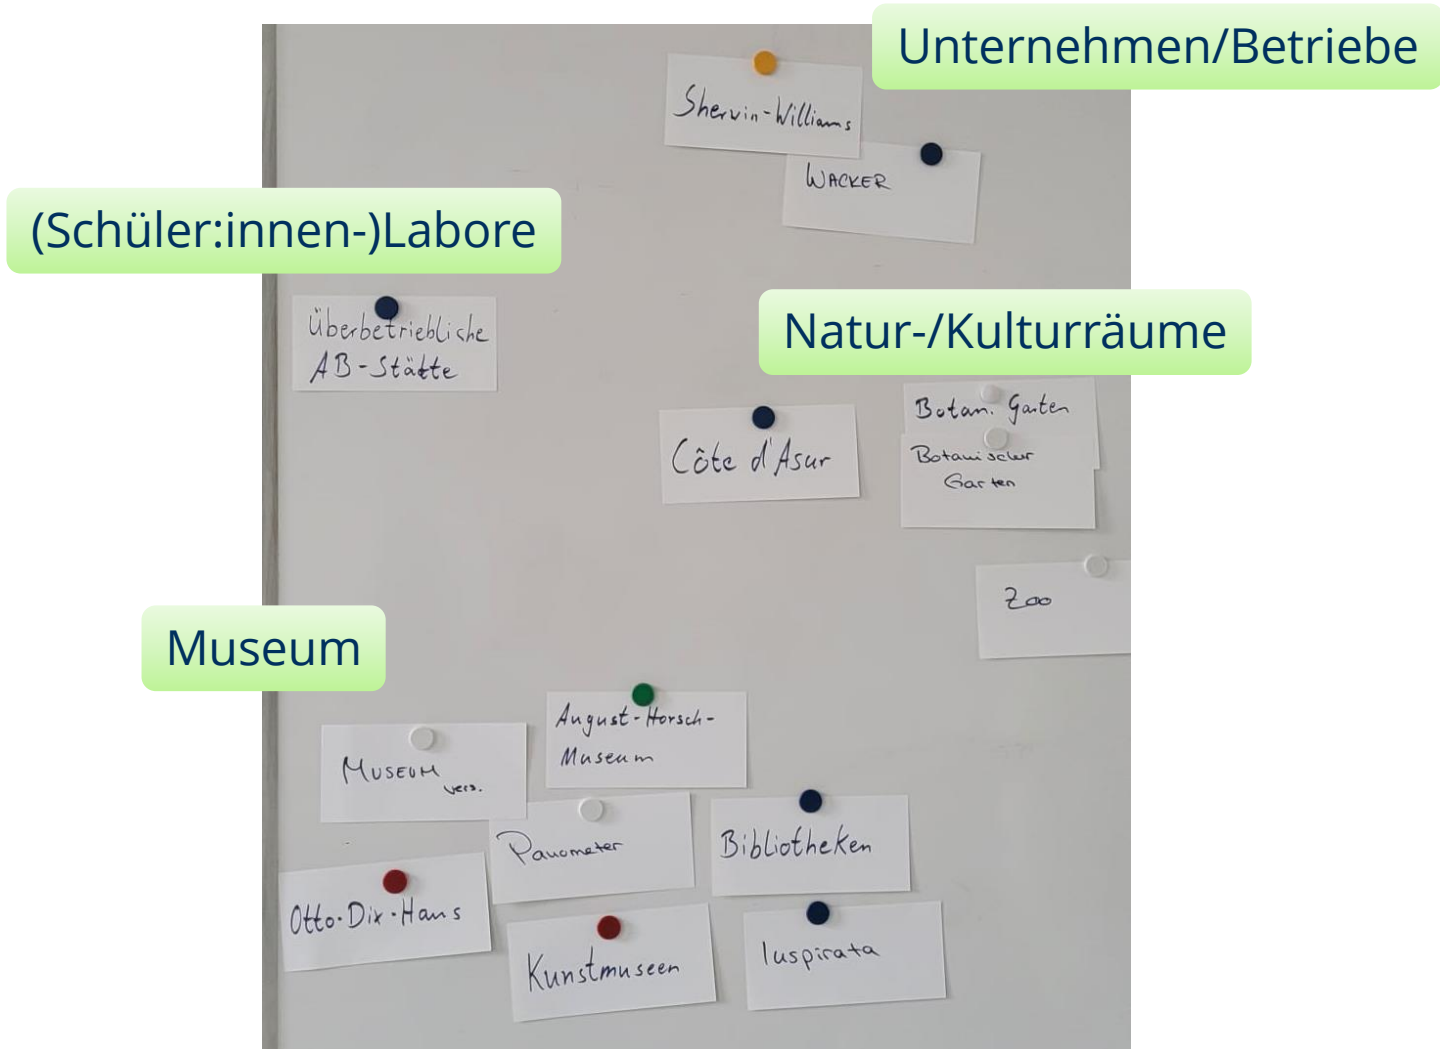 Unternehmen/Betriebe
Sherwin-Williams
WACKER
(Schüler:innen-)Labore
Überbetriebliche
AB-Stätte
Natur-/Kulturräume
Botan. Garten
Botanischer
Garten
Côte d'Asur
Zoo
Museum
August-Horsch-
Museum
MUSEUM
vers.
Panometer
Bibliotheken
Otto-Dix-Haus
Kunstmuseen
Inspirata